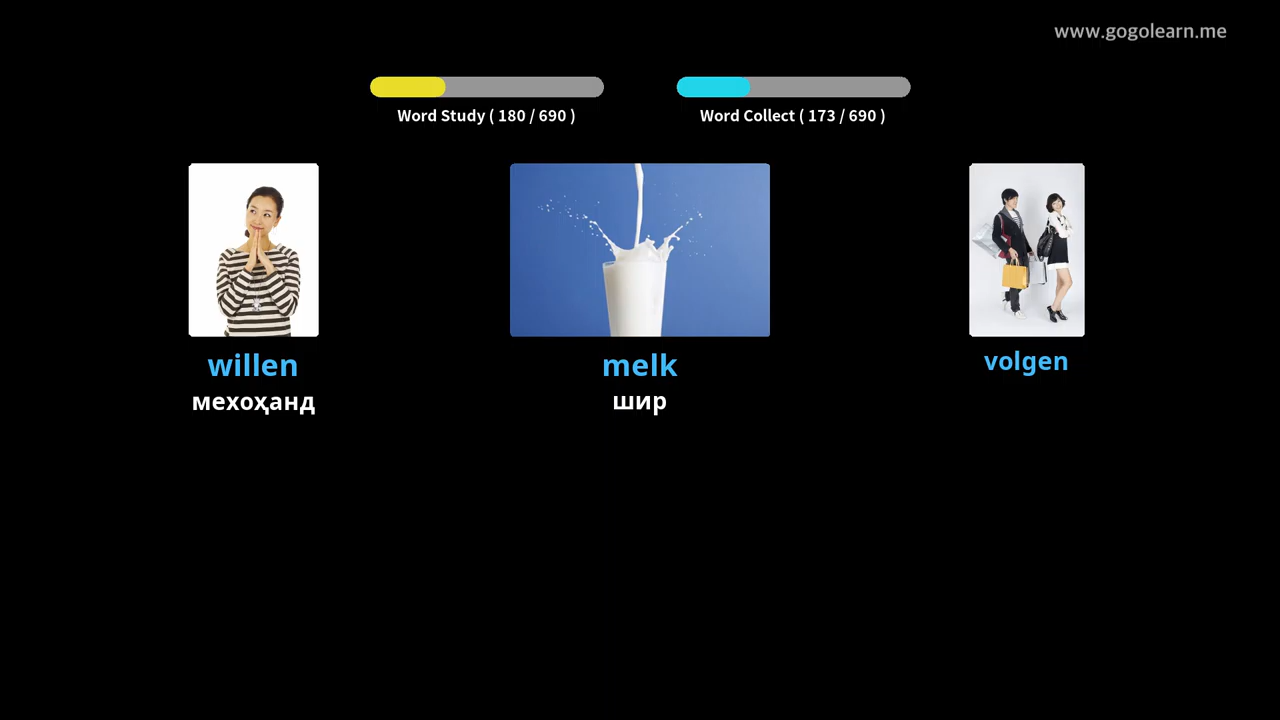 www.gogolearn.me
Word Study ( 180 / 690 )
Word Collect ( 173 / 690 )
willen
мехоҳанд
melk
шир
volgen